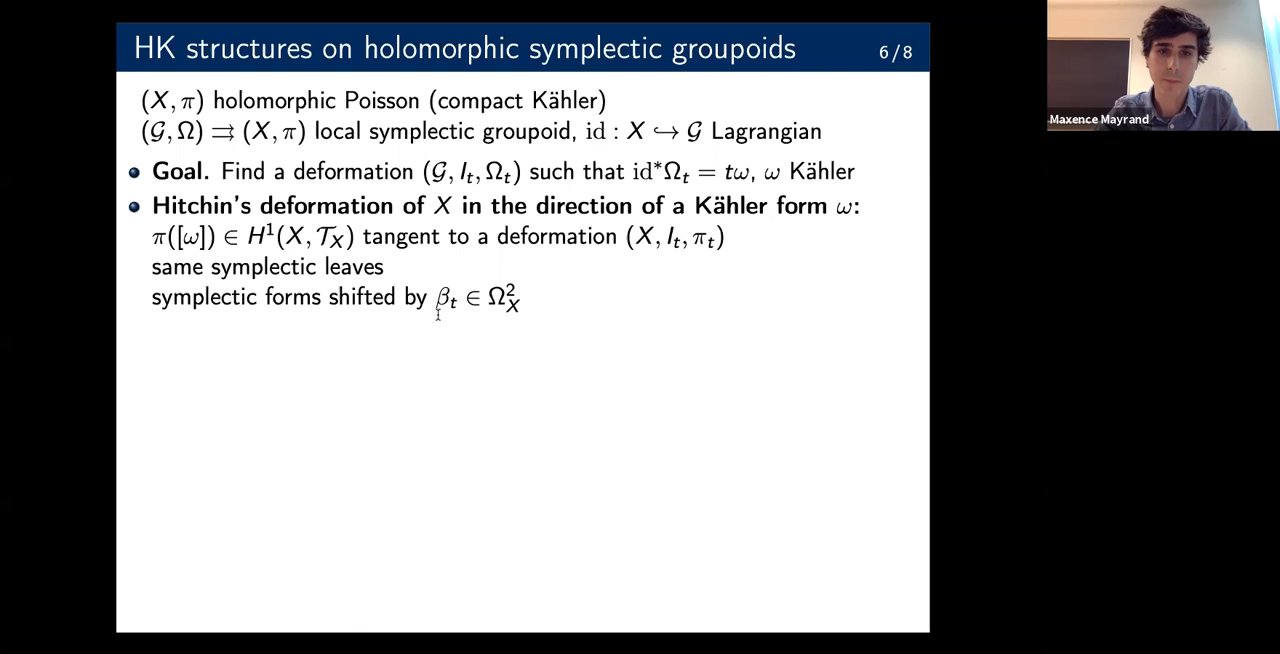 HK structures on holomorphic symplectic groupoids 6/8
(X, π) holomorphic Poisson (compact Kähler)
(𝒢, Ω) ⇉ (X, π) local symplectic groupoid, id : X ↪ 𝒢 Lagrangian
• Goal. Find a deformation (𝒢, I_t, Ω_t) such that id*Ω_t = tω, ω Kähler
• Hitchin's deformation of X in the direction of a Kähler form ω:
π([ω]) ∈ H¹(X, 𝒯_X) tangent to a deformation (X, I_t, π_t)
same symplectic leaves
symplectic forms shifted by β_t ∈ Ω²_X
Maxence Mayrand